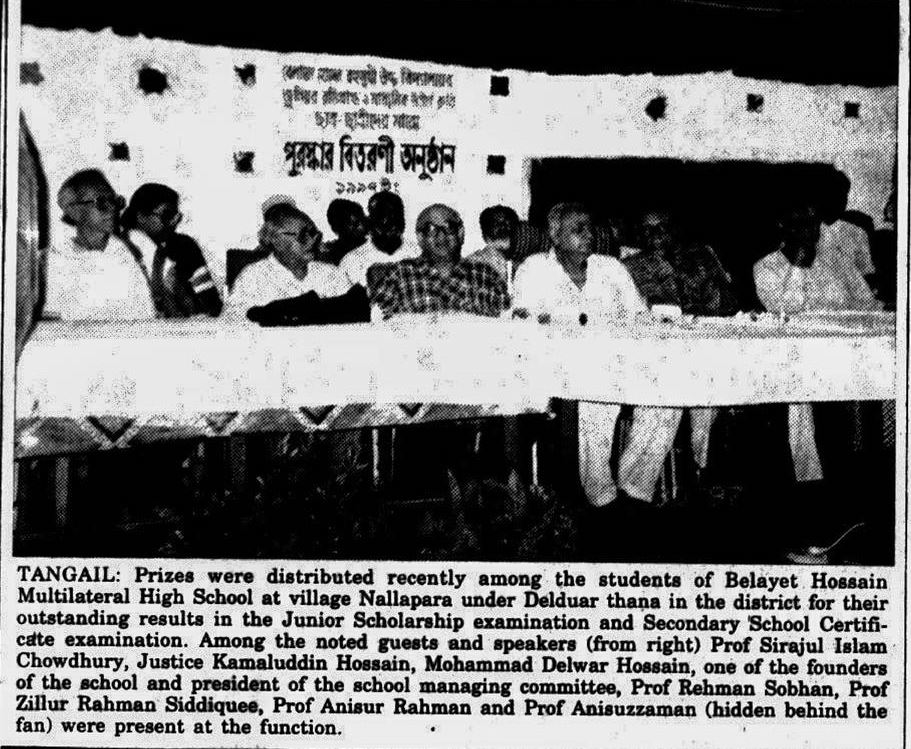 পুরস্কার বিতরণী অনুষ্ঠান
TANGAIL: Prizes were distributed recently among the students of Belayet Hossain
Multilateral High School at village Nallapara under Delduar thana in the district for their
outstanding results in the Junior Scholarship examination and Secondary School Certifi-
cate examination. Among the noted guests and speakers (from right) Prof Sirajul Islam
Chowdhury, Justice Kamaluddin Hossain, Mohammad Delwar Hossain, one of the founders
of the school and president of the school managing committee, Prof Rehman Sobhan, Prof
Zillur Rahman Siddiquee, Prof Anisur Rahman and Prof Anisuzzaman (hidden behind the
fan) were present at the function.